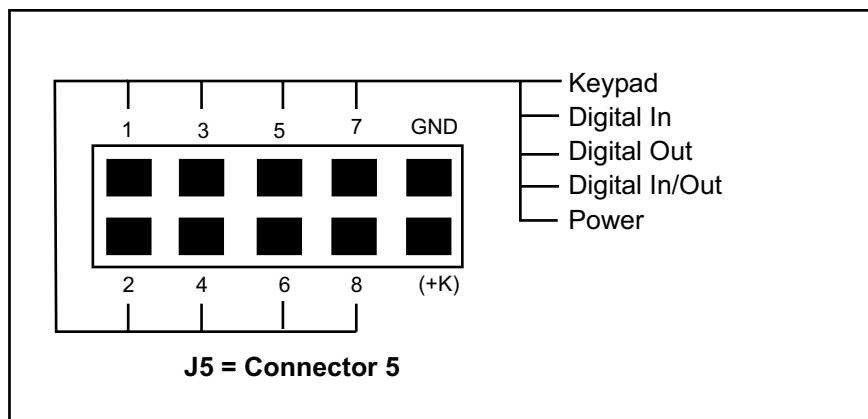 Keypad
Digital In
Digital Out
Digital In/Out
Power
1 3 5 7 GND
2 4 6 8 (+K)
J5 = Connector 5